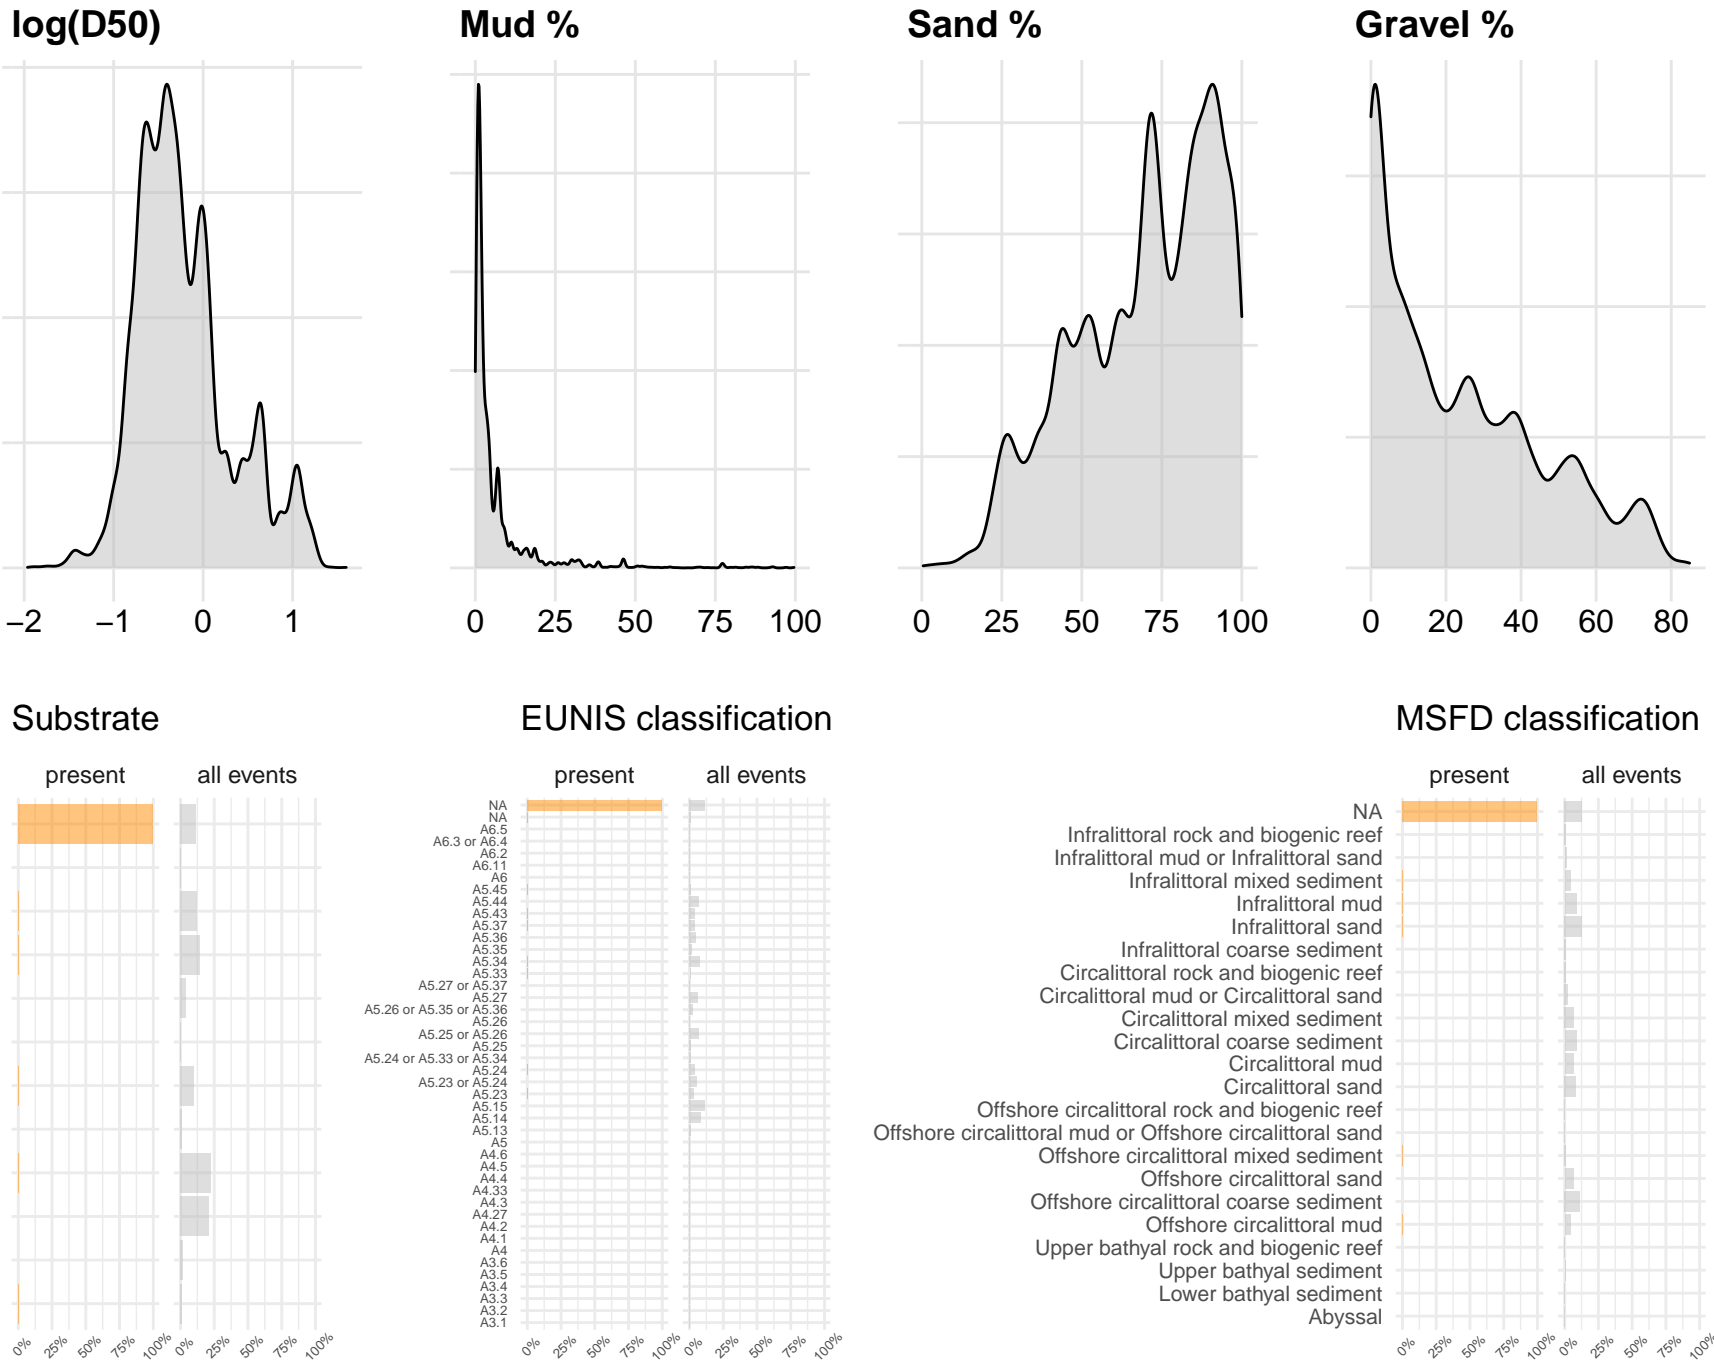 log(D50)
Mud %
Sand %
Gravel %
−2 −1 0 1
0 25 50 75 100
0 25 50 75 100
0 20 40 60 80
Substrate
present all events
0% 25% 50% 75% 100% 0% 25% 50% 75% 100%
EUNIS classification
present all events
NA
NA
A6.5
A6.3 or A6.4
A6.2
A6.11
A6
A5.45
A5.44
A5.43
A5.37
A5.36
A5.35
A5.34
A5.33
A5.27 or A5.37
A5.27
A5.26 or A5.35 or A5.36
A5.26
A5.25 or A5.26
A5.25
A5.24 or A5.33 or A5.34
A5.24
A5.23 or A5.24
A5.23
A5.15
A5.14
A5.13
A5
A4.6
A4.5
A4.4
A4.33
A4.3
A4.27
A4.2
A4.1
A4
A3.6
A3.5
A3.4
A3.3
A3.2
A3.1
0% 25% 50% 75% 100% 0% 25% 50% 75% 100%
MSFD classification
present all events
NA
Infralittoral rock and biogenic reef
Infralittoral mud or Infralittoral sand
Infralittoral mixed sediment
Infralittoral mud
Infralittoral sand
Infralittoral coarse sediment
Circalittoral rock and biogenic reef
Circalittoral mud or Circalittoral sand
Circalittoral mixed sediment
Circalittoral coarse sediment
Circalittoral mud
Circalittoral sand
Offshore circalittoral rock and biogenic reef
Offshore circalittoral mud or Offshore circalittoral sand
Offshore circalittoral mixed sediment
Offshore circalittoral sand
Offshore circalittoral coarse sediment
Offshore circalittoral mud
Upper bathyal rock and biogenic reef
Upper bathyal sediment
Lower bathyal sediment
Abyssal
0% 25% 50% 75% 100% 0% 25% 50% 75% 100%